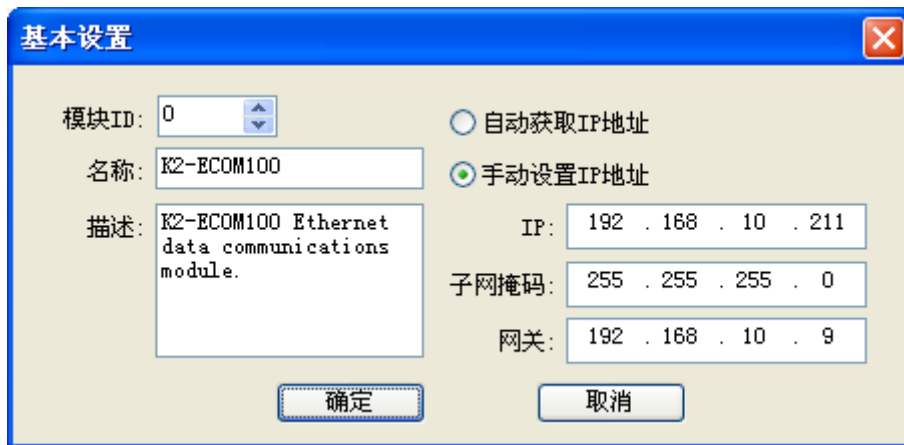 基本设置
模块ID: 0
名称: K2-ECOM100
描述: K2-ECOM100 Ethernet
data communications
module.
自动获取IP地址
手动设置IP地址
IP: 192 . 168 . 10 . 211
子网掩码: 255 . 255 . 255 . 0
网关: 192 . 168 . 10 . 9
确定
取消